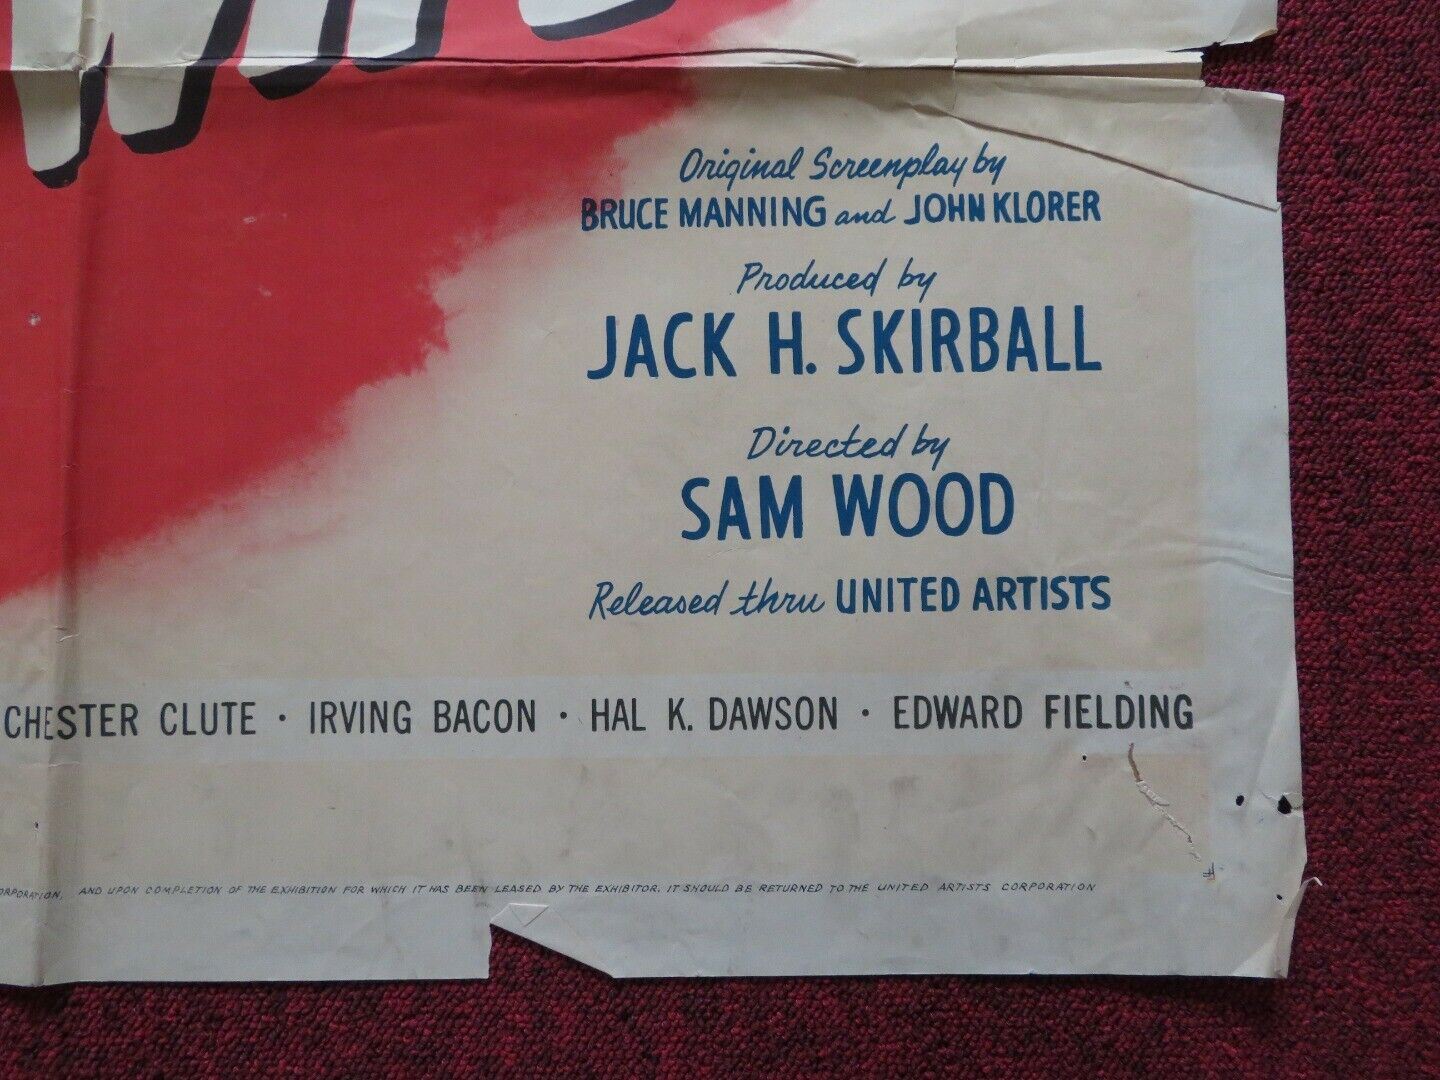 WIFE
Original Screenplay by
BRUCE MANNING and JOHN KLORER
Produced by
JACK H. SKIRBALL
Directed by
SAM WOOD
Released thru UNITED ARTISTS
CHESTER CLUTE · IRVING BACON · HAL K. DAWSON · EDWARD FIELDING
CORPORATION, AND UPON COMPLETION OF THE EXHIBITION FOR WHICH IT HAS BEEN LEASED BY THE EXHIBITOR. IT SHOULD BE RETURNED TO THE UNITED ARTISTS CORPORATION